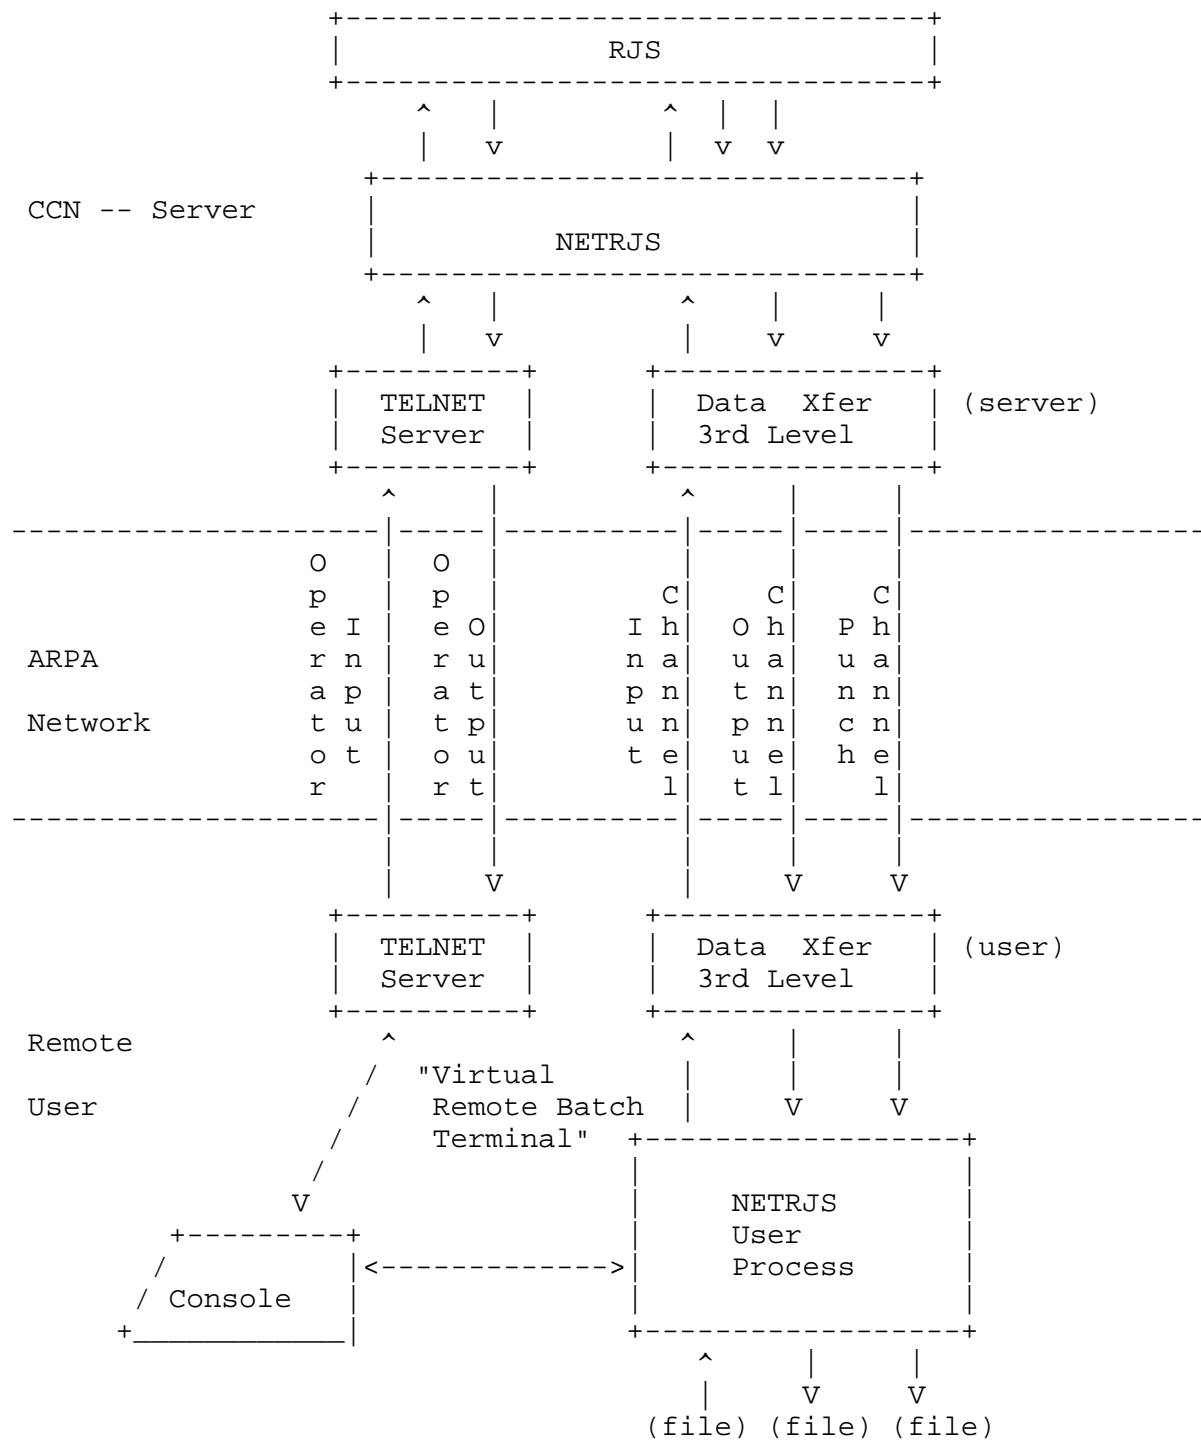 RJS
CCN -- Server
NETRJS
TELNET
Server
Data Xfer
3rd Level
(server)
ARPA
Network
Operator
Input
Operator
Output
Input
Channel
Output
Channel
Punch
Channel
TELNET
Server
Data Xfer
3rd Level
(user)
Remote
User
"Virtual
Remote Batch
Terminal"
NETRJS
User
Process
Console
(file) (file) (file)